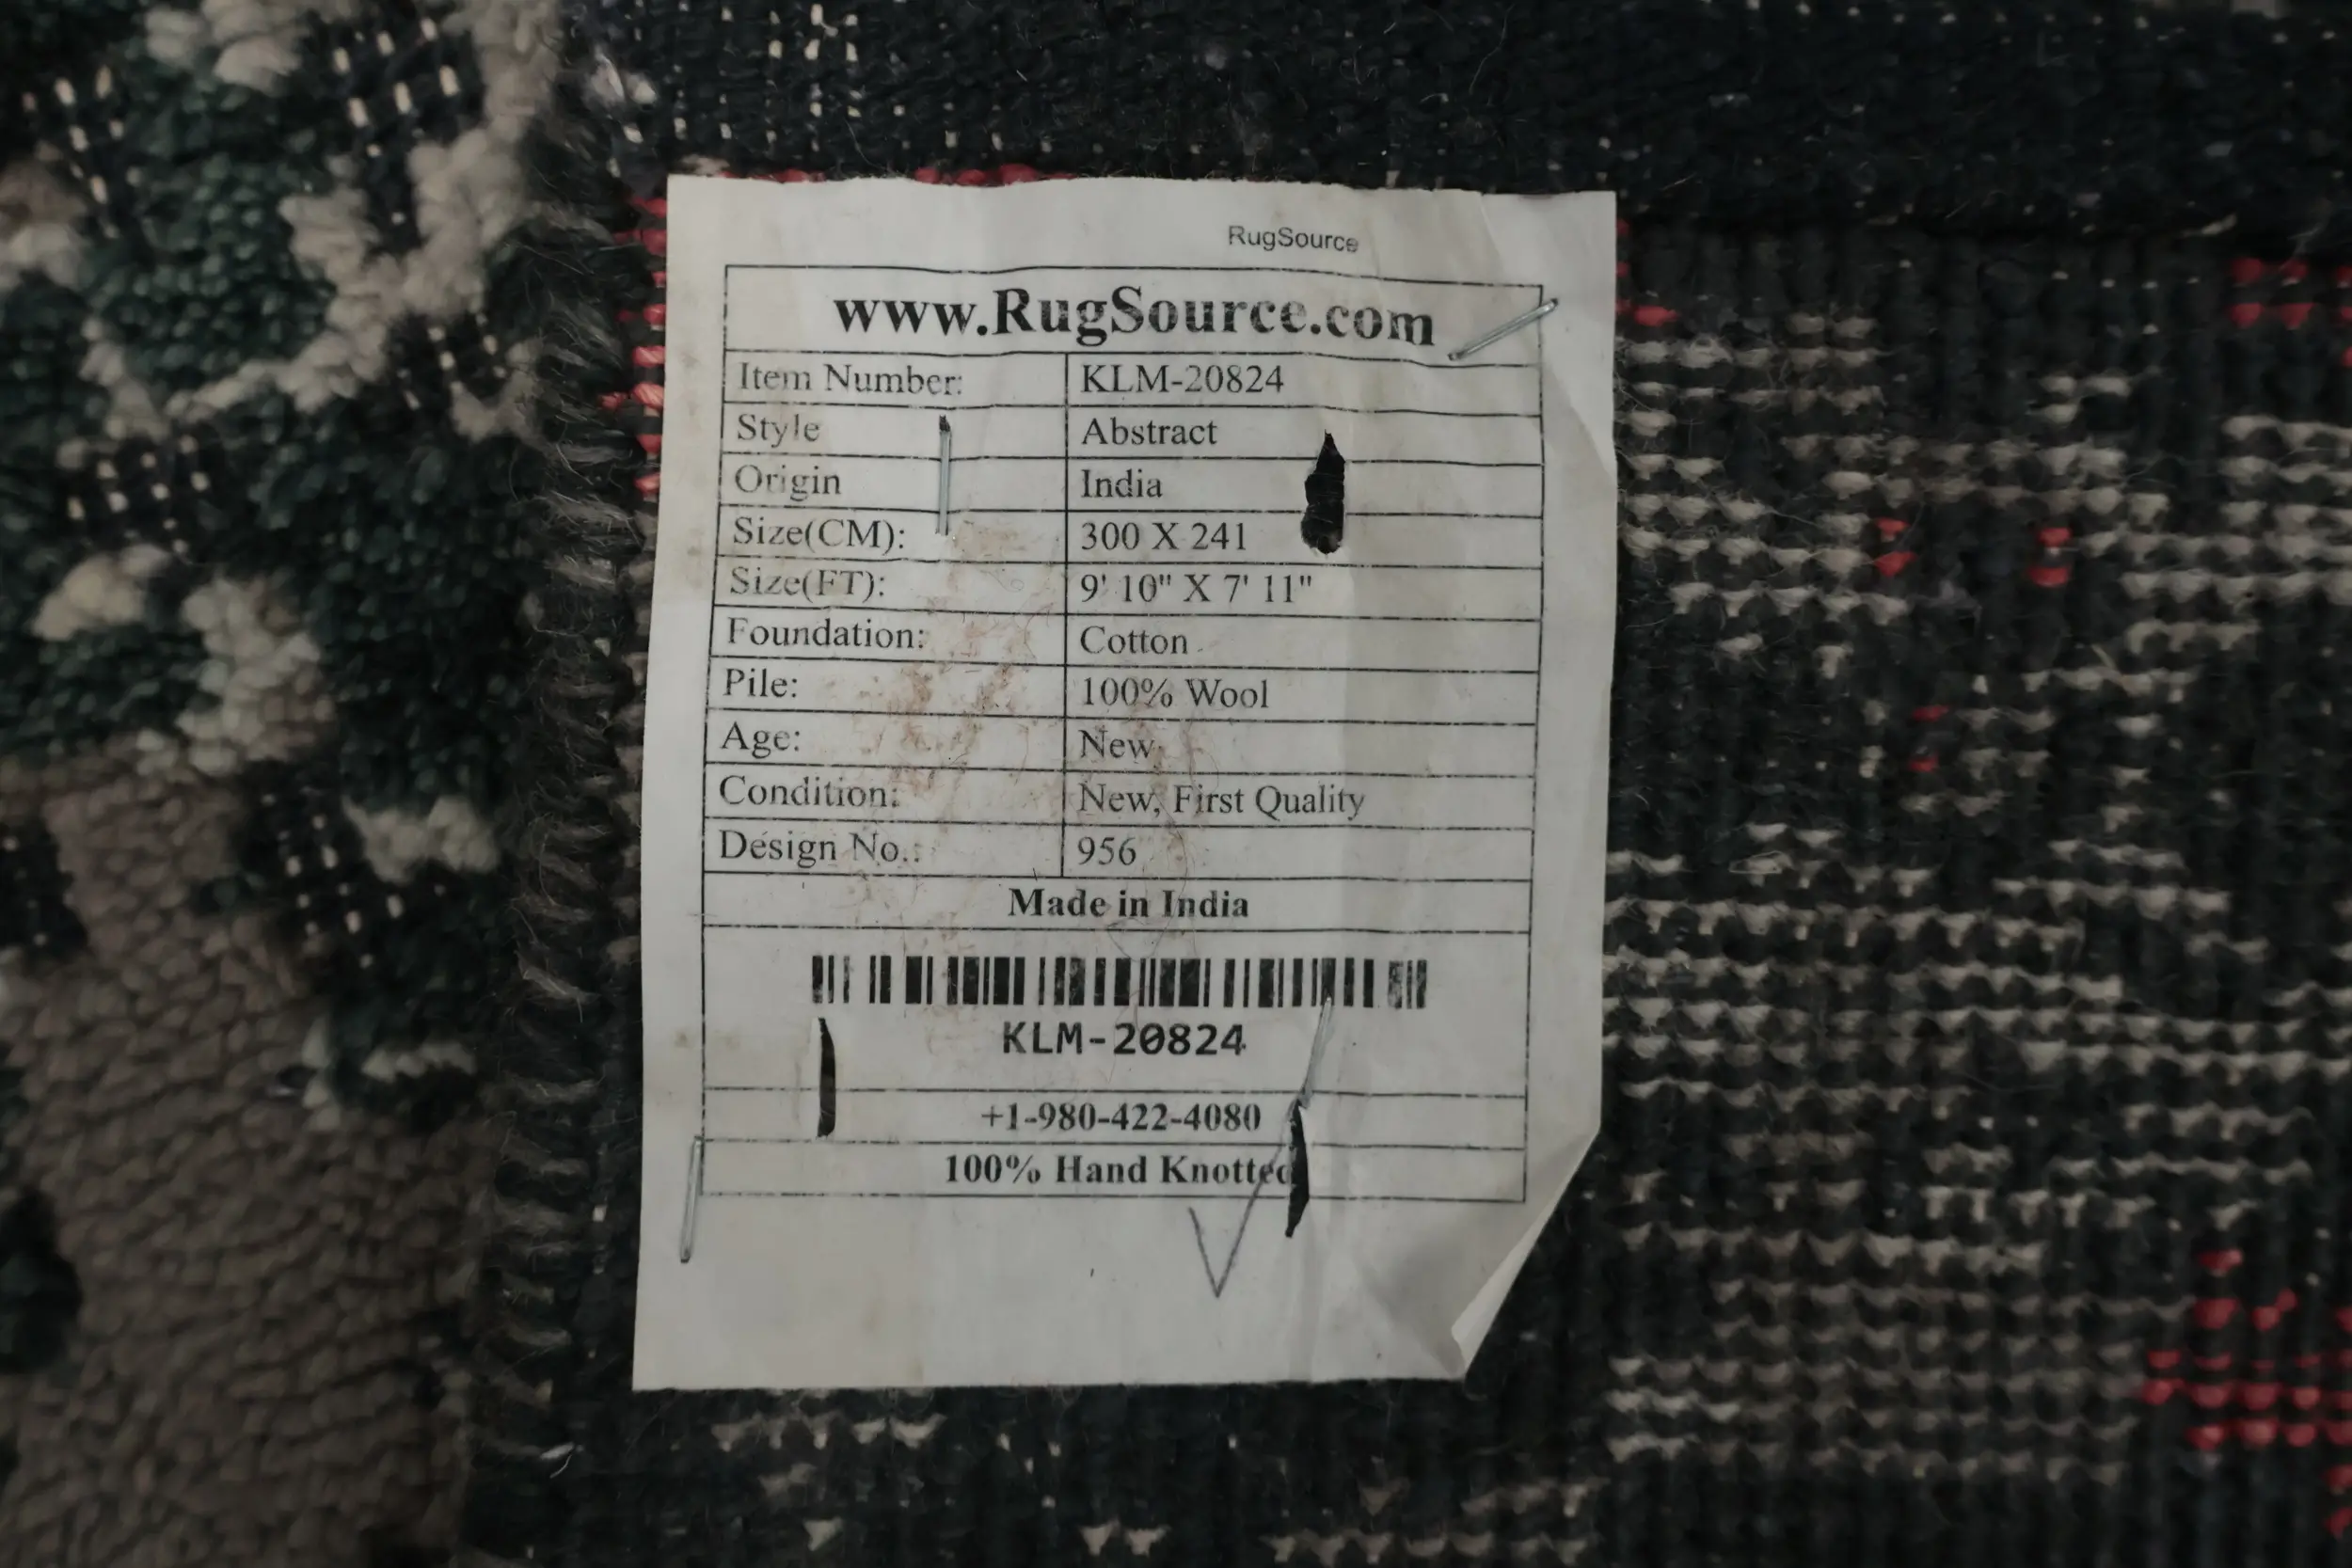 RugSource
www.RugSource.com
Item Number: KLM-20824
Style Abstract
Origin India
Size(CM): 300 X 241
Size(FT): 9' 10" X 7' 11"
Foundation: Cotton
Pile: 100% Wool
Age: New
Condition: New, First Quality
Design No.: 956
Made in India
KLM-20824
+1-980-422-4080
100% Hand Knotted